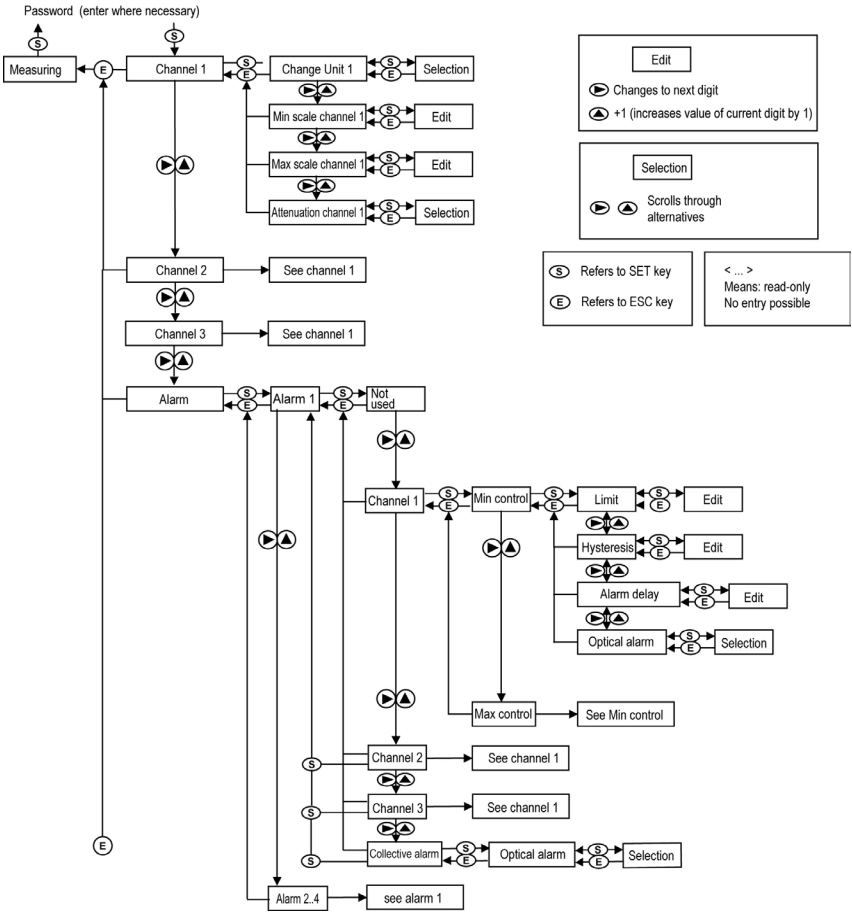 Password (enter where necessary)
S
S
Measuring
E
Channel 1
S
E
Change Unit 1
S
E
Selection
Min scale channel 1
S
E
Edit
Max scale channel 1
S
E
Edit
Attenuation channel 1
S
E
Selection
Edit
Changes to next digit
+1 (increases value of current digit by 1)
Selection
Scrolls through
alternatives
S Refers to SET key
E Refers to ESC key
< ... >
Means: read-only
No entry possible
Channel 2
See channel 1
Channel 3
See channel 1
Alarm
S
E
Alarm 1
S
E
Not
used
Channel 1
S
E
Min control
S
E
Limit
S
E
Edit
Hysteresis
S
E
Edit
Alarm delay
S
E
Edit
Optical alarm
S
E
Selection
Max control
See Min control
Channel 2
See channel 1
S
Channel 3
See channel 1
S
E
S
Collective alarm
S
E
Optical alarm
S
E
Selection
Alarm 2..4
see alarm 1